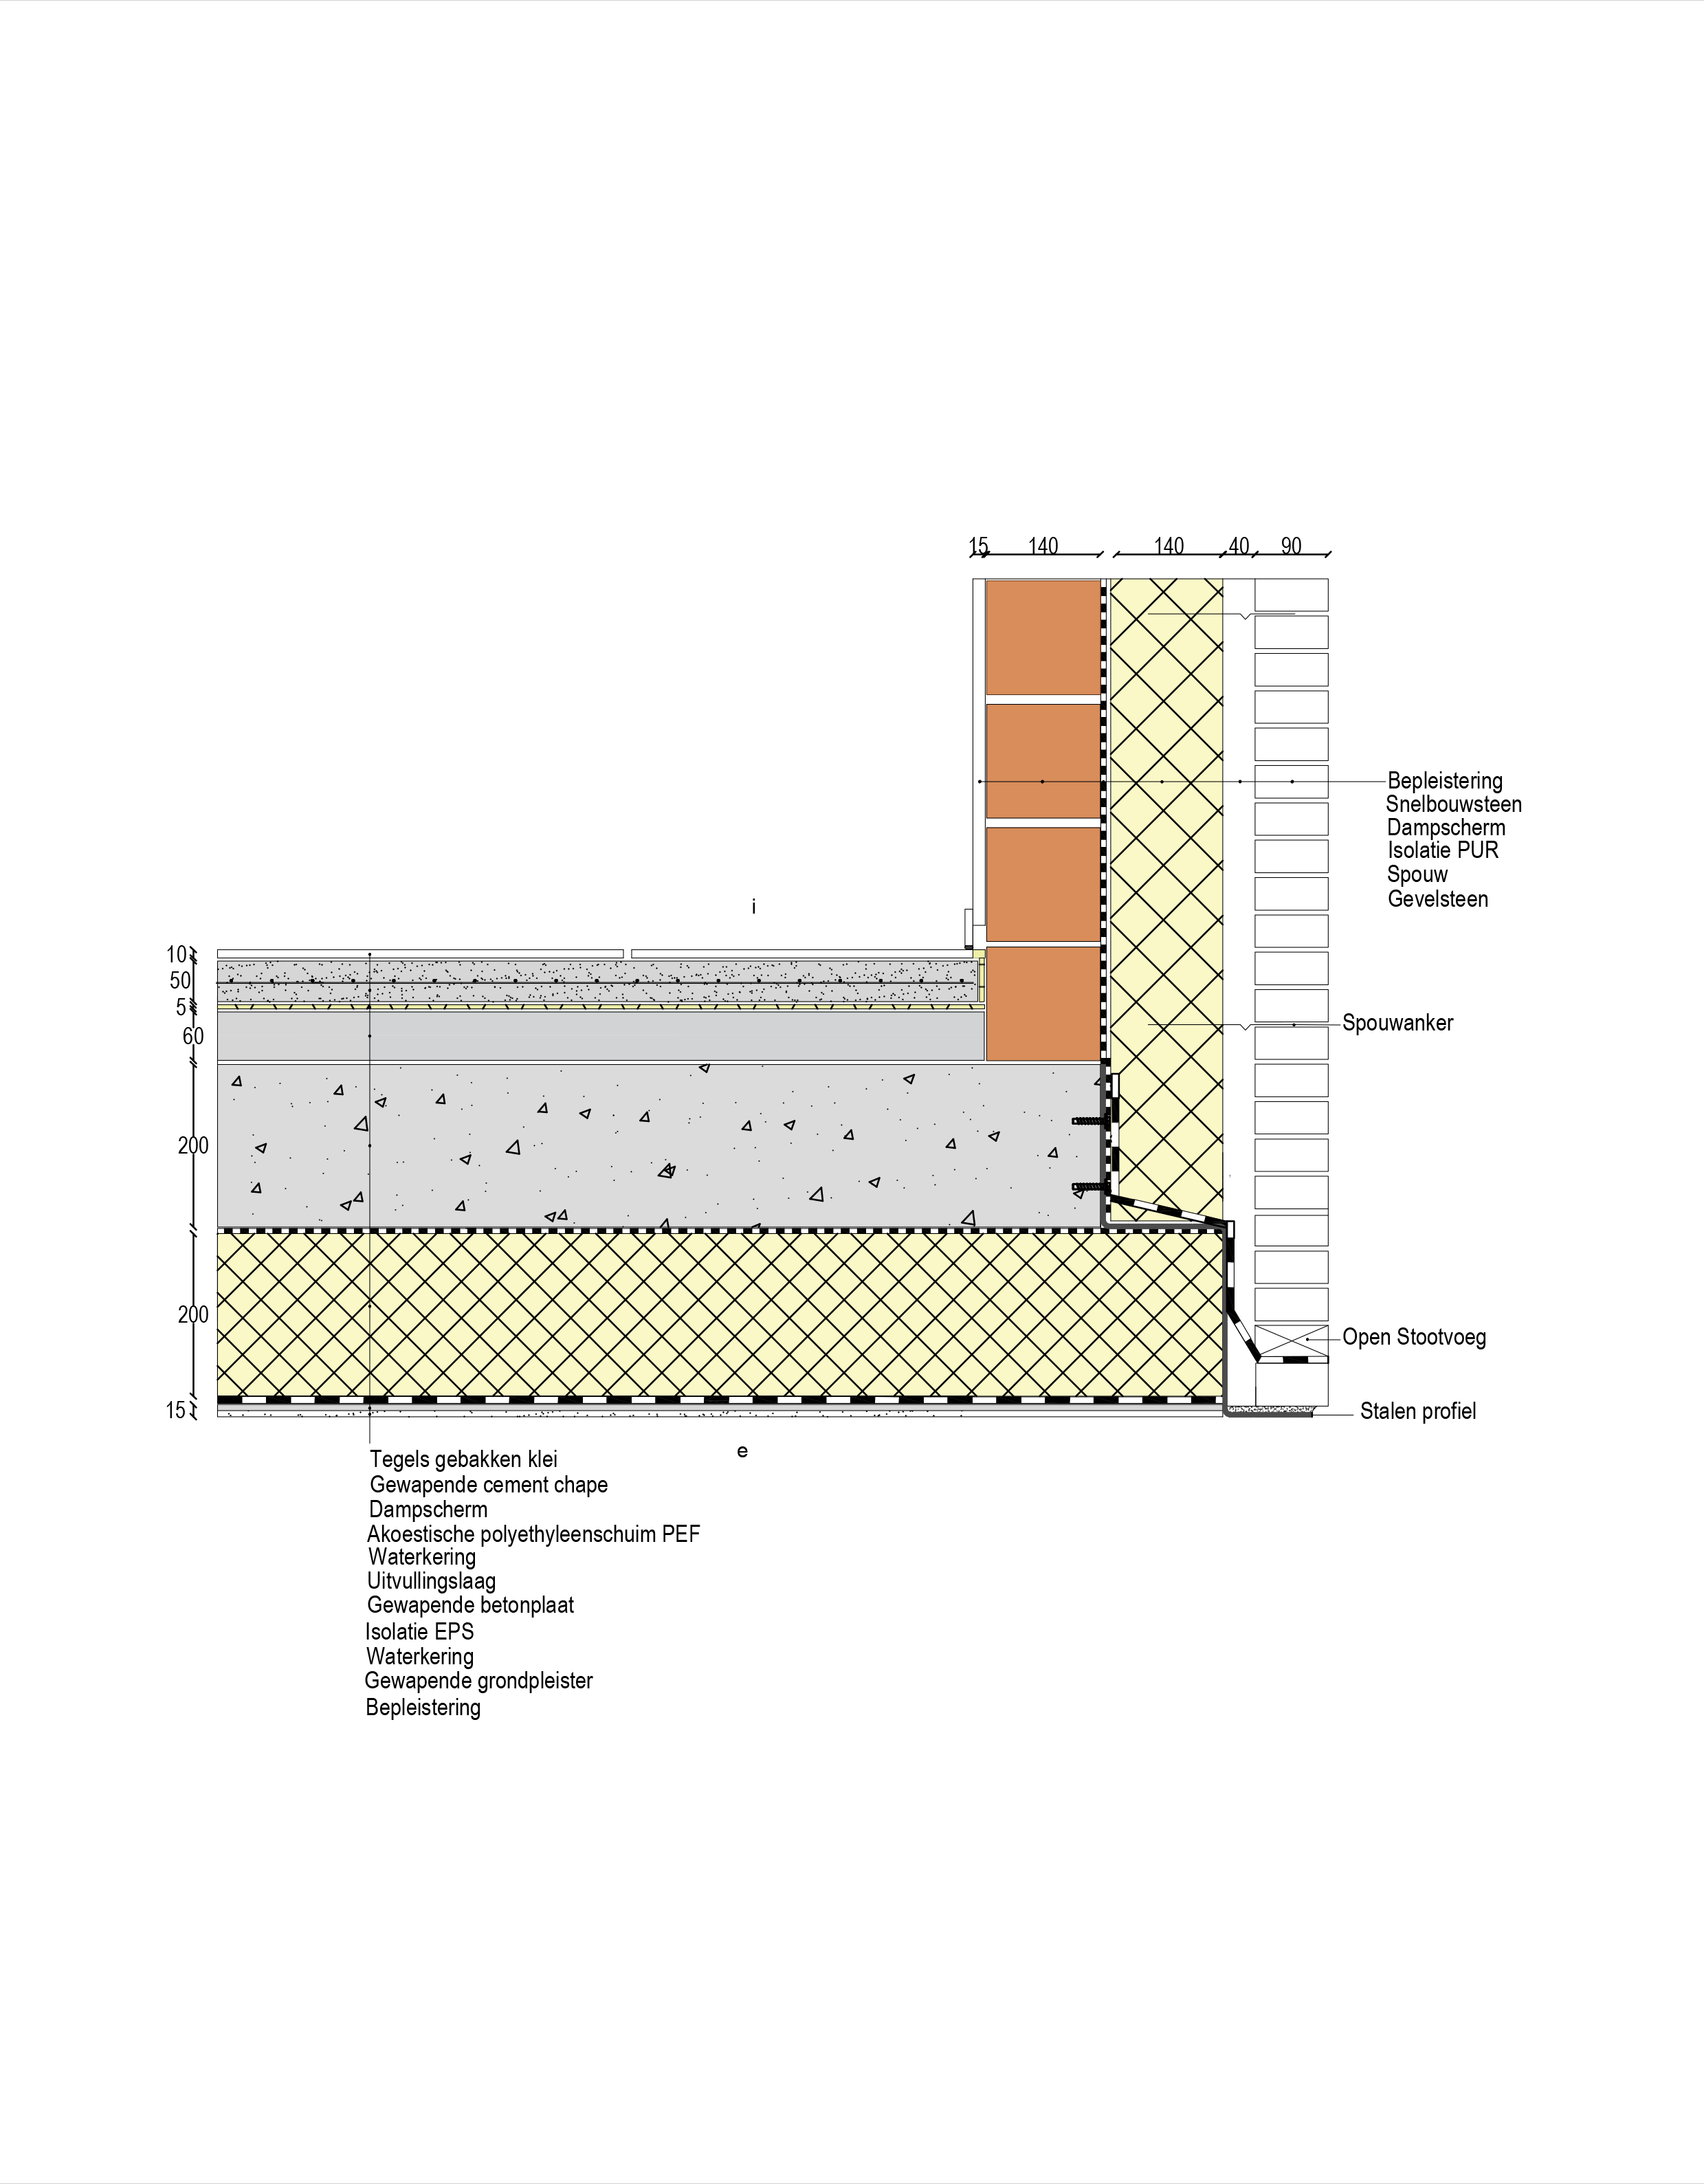 15 140 140 40 90
Bepleistering
Snelbouwsteen
Dampscherm
Isolatie PUR
Spouw
Gevelsteen
i
10
50
5
60
Spouwanker
200
200
Open Stootvoeg
15
Stalen profiel
e
Tegels gebakken klei
Gewapende cement chape
Dampscherm
Akoestische polyethyleenschuim PEF
Waterkering
Uitvullingslaag
Gewapende betonplaat
Isolatie EPS
Waterkering
Gewapende grondpleister
Bepleistering